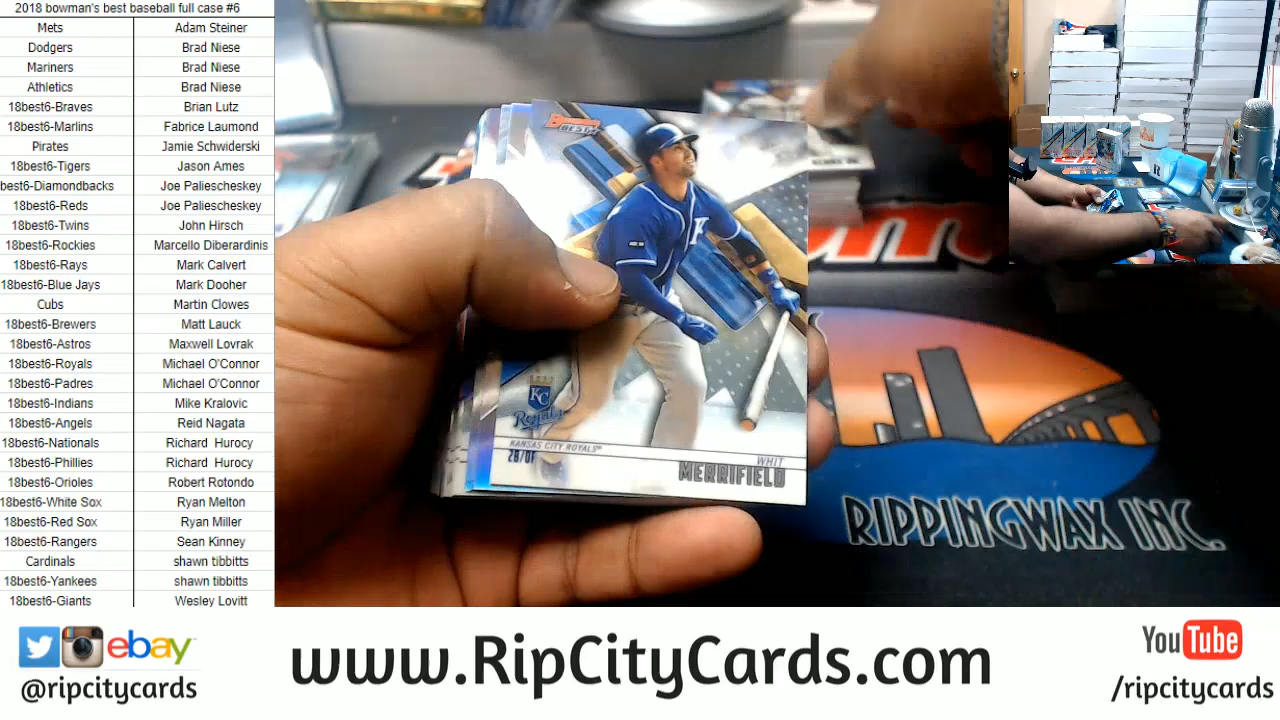 2018 bowman's best baseball full case #6
Mets Adam Steiner
Dodgers Brad Niese
Mariners Brad Niese
Athletics Brad Niese
18best6-Braves Brian Lutz
18best6-Marlins Fabrice Laumond
Pirates Jamie Schwiderski
18best6-Tigers Jason Ames
best6-Diamondbacks Joe Paliescheskey
18best6-Reds Joe Paliescheskey
18best6-Twins John Hirsch
18best6-Rockies Marcello Diberardinis
18best6-Rays Mark Calvert
18best6-Blue Jays Mark Dooher
Cubs Martin Clowes
18best6-Brewers Matt Lauck
18best6-Astros Maxwell Lovrak
18best6-Royals Michael O'Connor
18best6-Padres Michael O'Connor
18best6-Indians Mike Kralovic
18best6-Angels Reid Nagata
18best6-Nationals Richard Hurocy
18best6-Phillies Richard Hurocy
18best6-Orioles Robert Rotondo
18best6-White Sox Ryan Melton
18best6-Red Sox Ryan Miller
18best6-Rangers Sean Kinney
Cardinals shawn tibbitts
18best6-Yankees shawn tibbitts
18best6-Giants Wesley Lovitt
BOWMAN'S
BEST
K
KC
Royals
KANSAS CITY ROYALS
2B/OF
WHIT
MERRIFIELD
RIPPINGWAX INC.
ebay
@ripcitycards
www.RipCityCards.com
YouTube
/ripcitycards